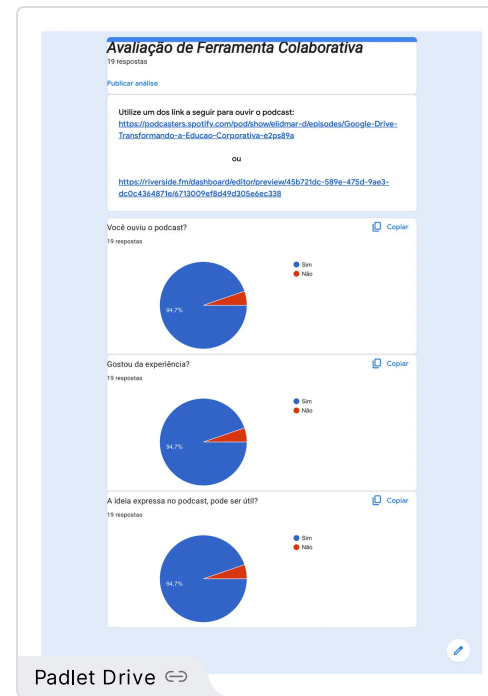 Avaliação de Ferramenta Colaborativa
19 respostas
Publicar análise
Utilize um dos link a seguir para ouvir o podcast:
https://podcasters.spotify.com/pod/show/elidmar-d/episodes/Google-Drive-
Transformando-a-Educao-Corporativa-e2ps89a
ou
https://riverside.fm/dashboard/editor/preview/45b721dc-589e-475d-9ae3-
dc0c4364871e/6713009ef8d49d305e6ec338
Você ouviu o podcast?
Copiar
19 respostas
Sim
Não
94,7%
Gostou da experiência?
Copiar
19 respostas
Sim
Não
94,7%
A ideia expressa no podcast, pode ser útil?
Copiar
19 respostas
Sim
Não
94,7%
Padlet Drive